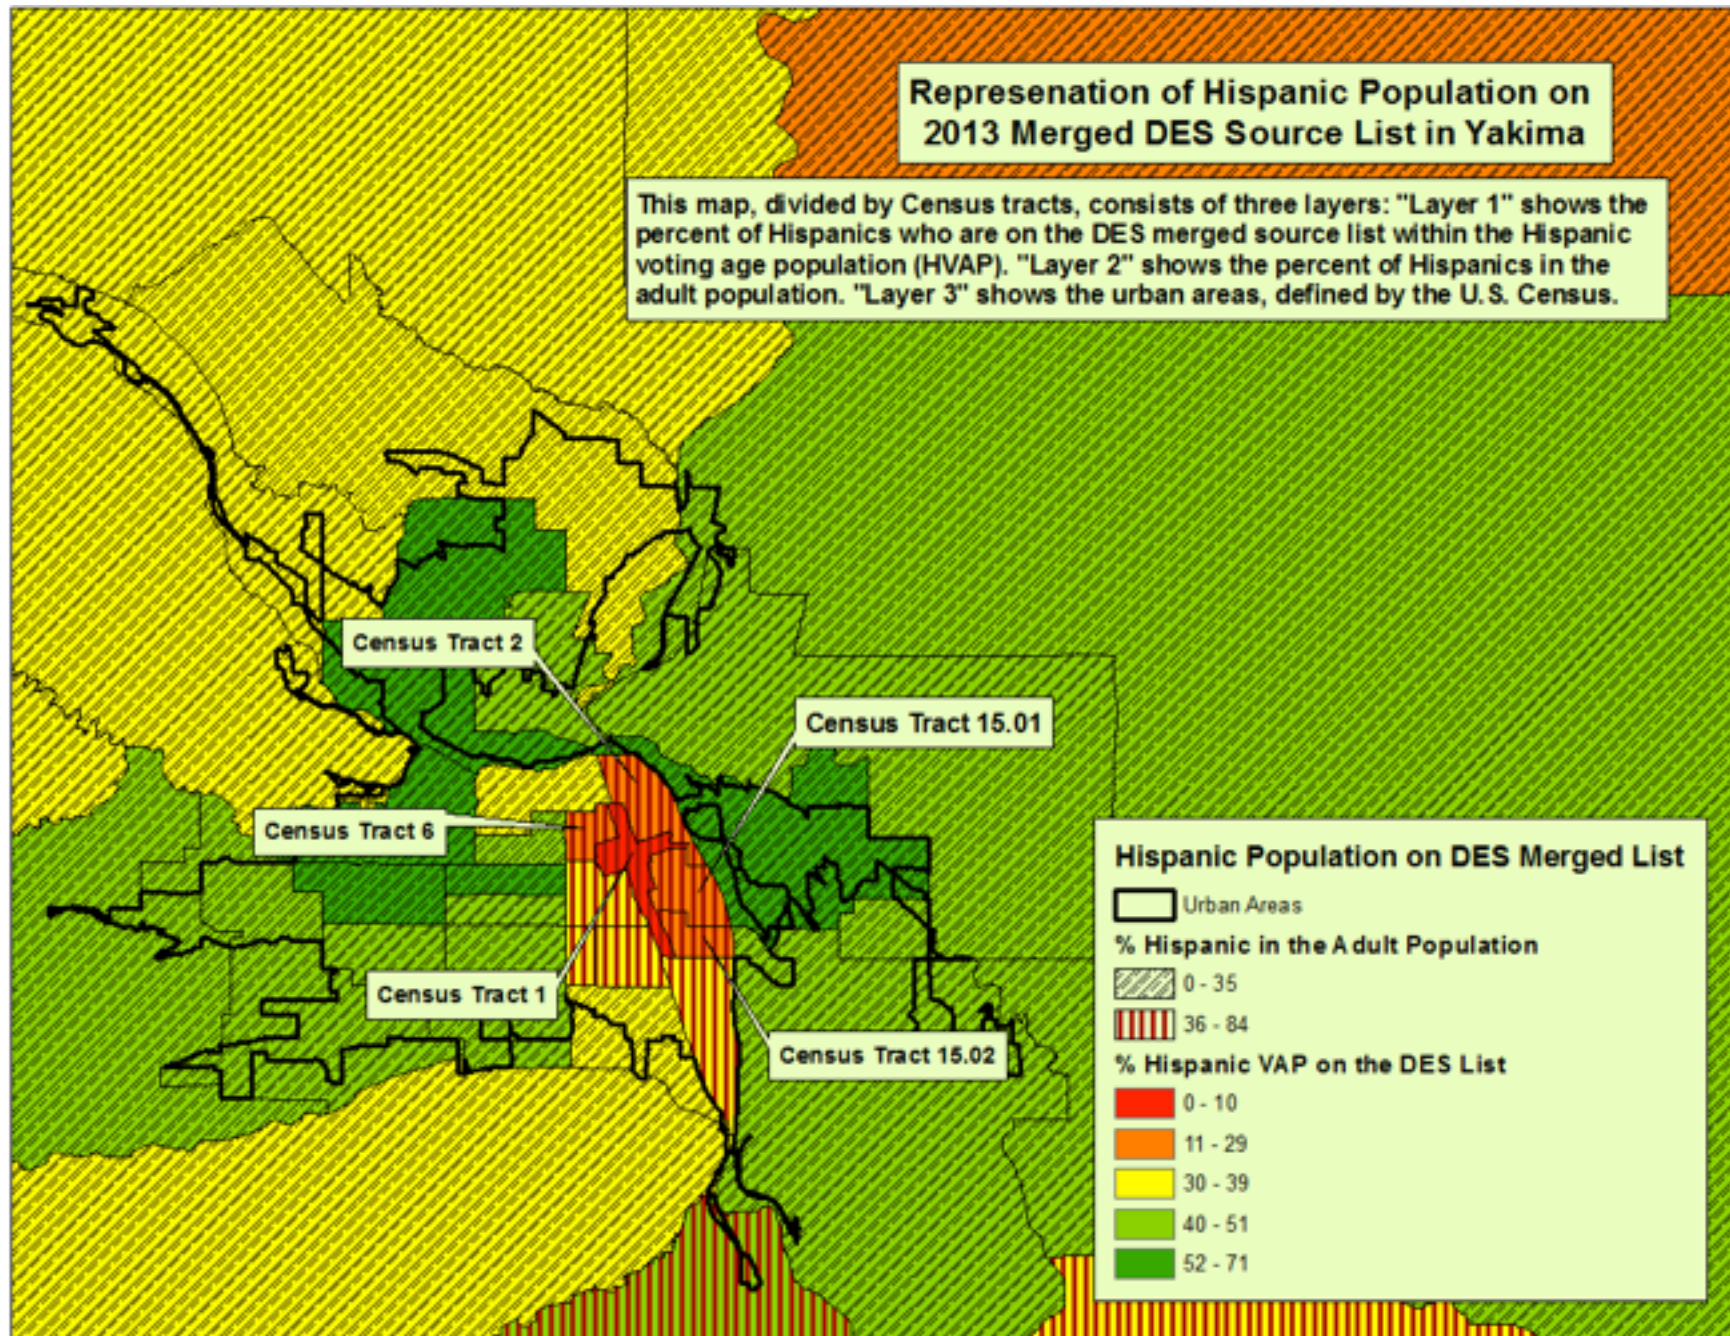 Represenation of Hispanic Population on
2013 Merged DES Source List in Yakima
This map, divided by Census tracts, consists of three layers: "Layer 1" shows the
percent of Hispanics who are on the DES merged source list within the Hispanic
voting age population (HVAP). "Layer 2" shows the percent of Hispanics in the
adult population. "Layer 3" shows the urban areas, defined by the U.S. Census.
Census Tract 2
Census Tract 15.01
Census Tract 6
Census Tract 1
Census Tract 15.02
Hispanic Population on DES Merged List
Urban Areas
% Hispanic in the Adult Population
0 - 35
36 - 84
% Hispanic VAP on the DES List
0 - 10
11 - 29
30 - 39
40 - 51
52 - 71